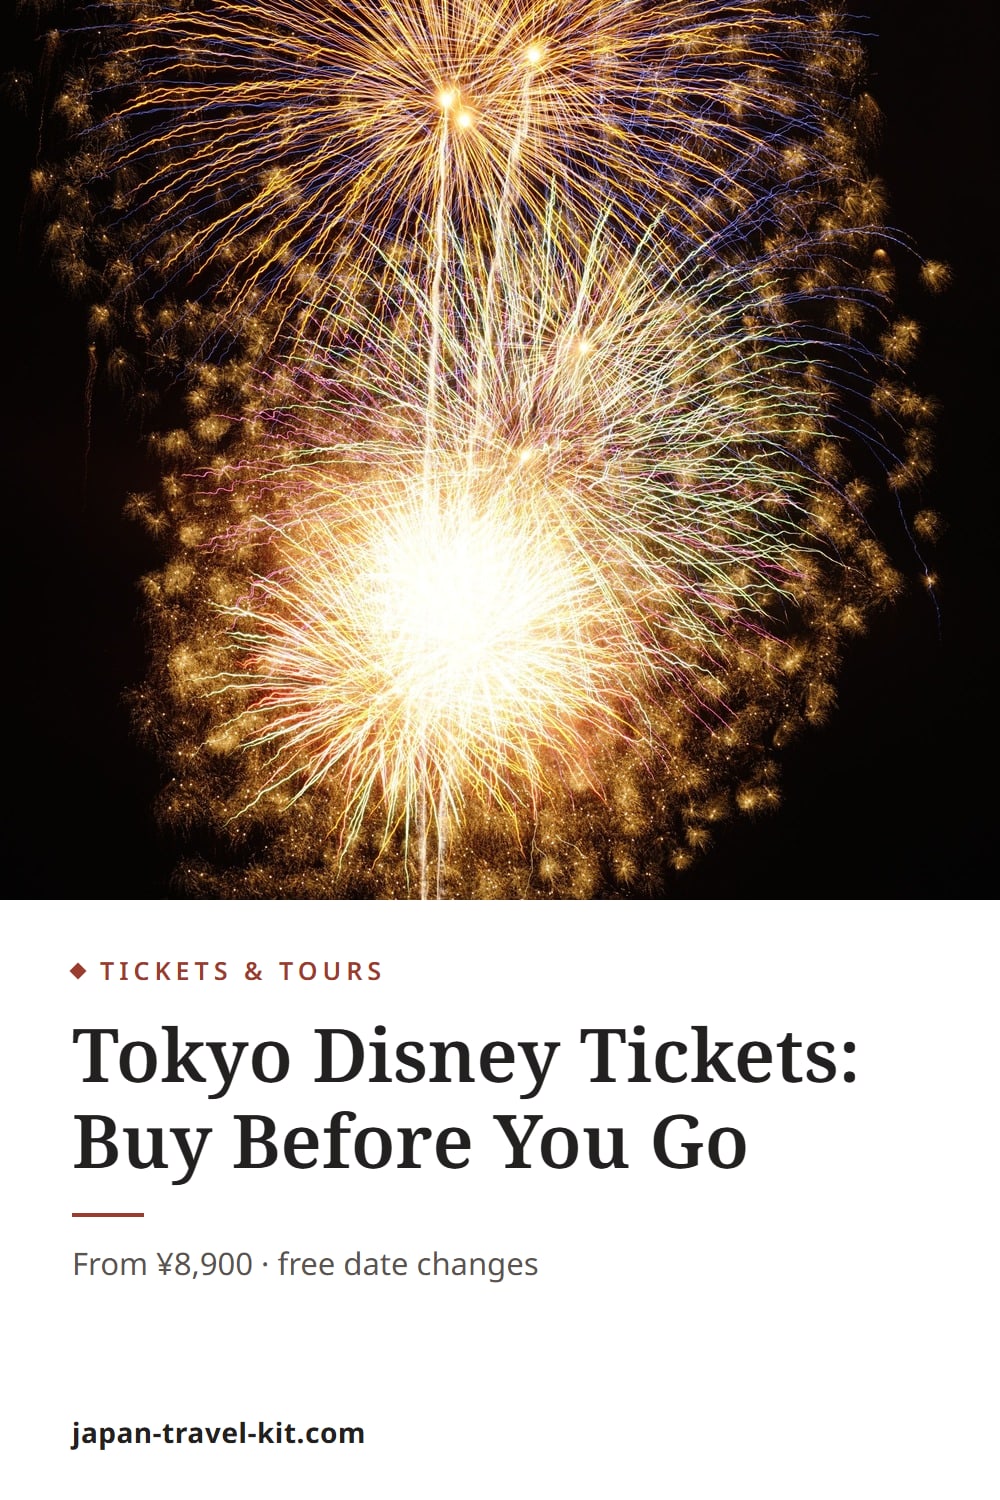 ◆ TICKETS & TOURS
Tokyo Disney Tickets:
Buy Before You Go
From ¥8,900 · free date changes
japan-travel-kit.com